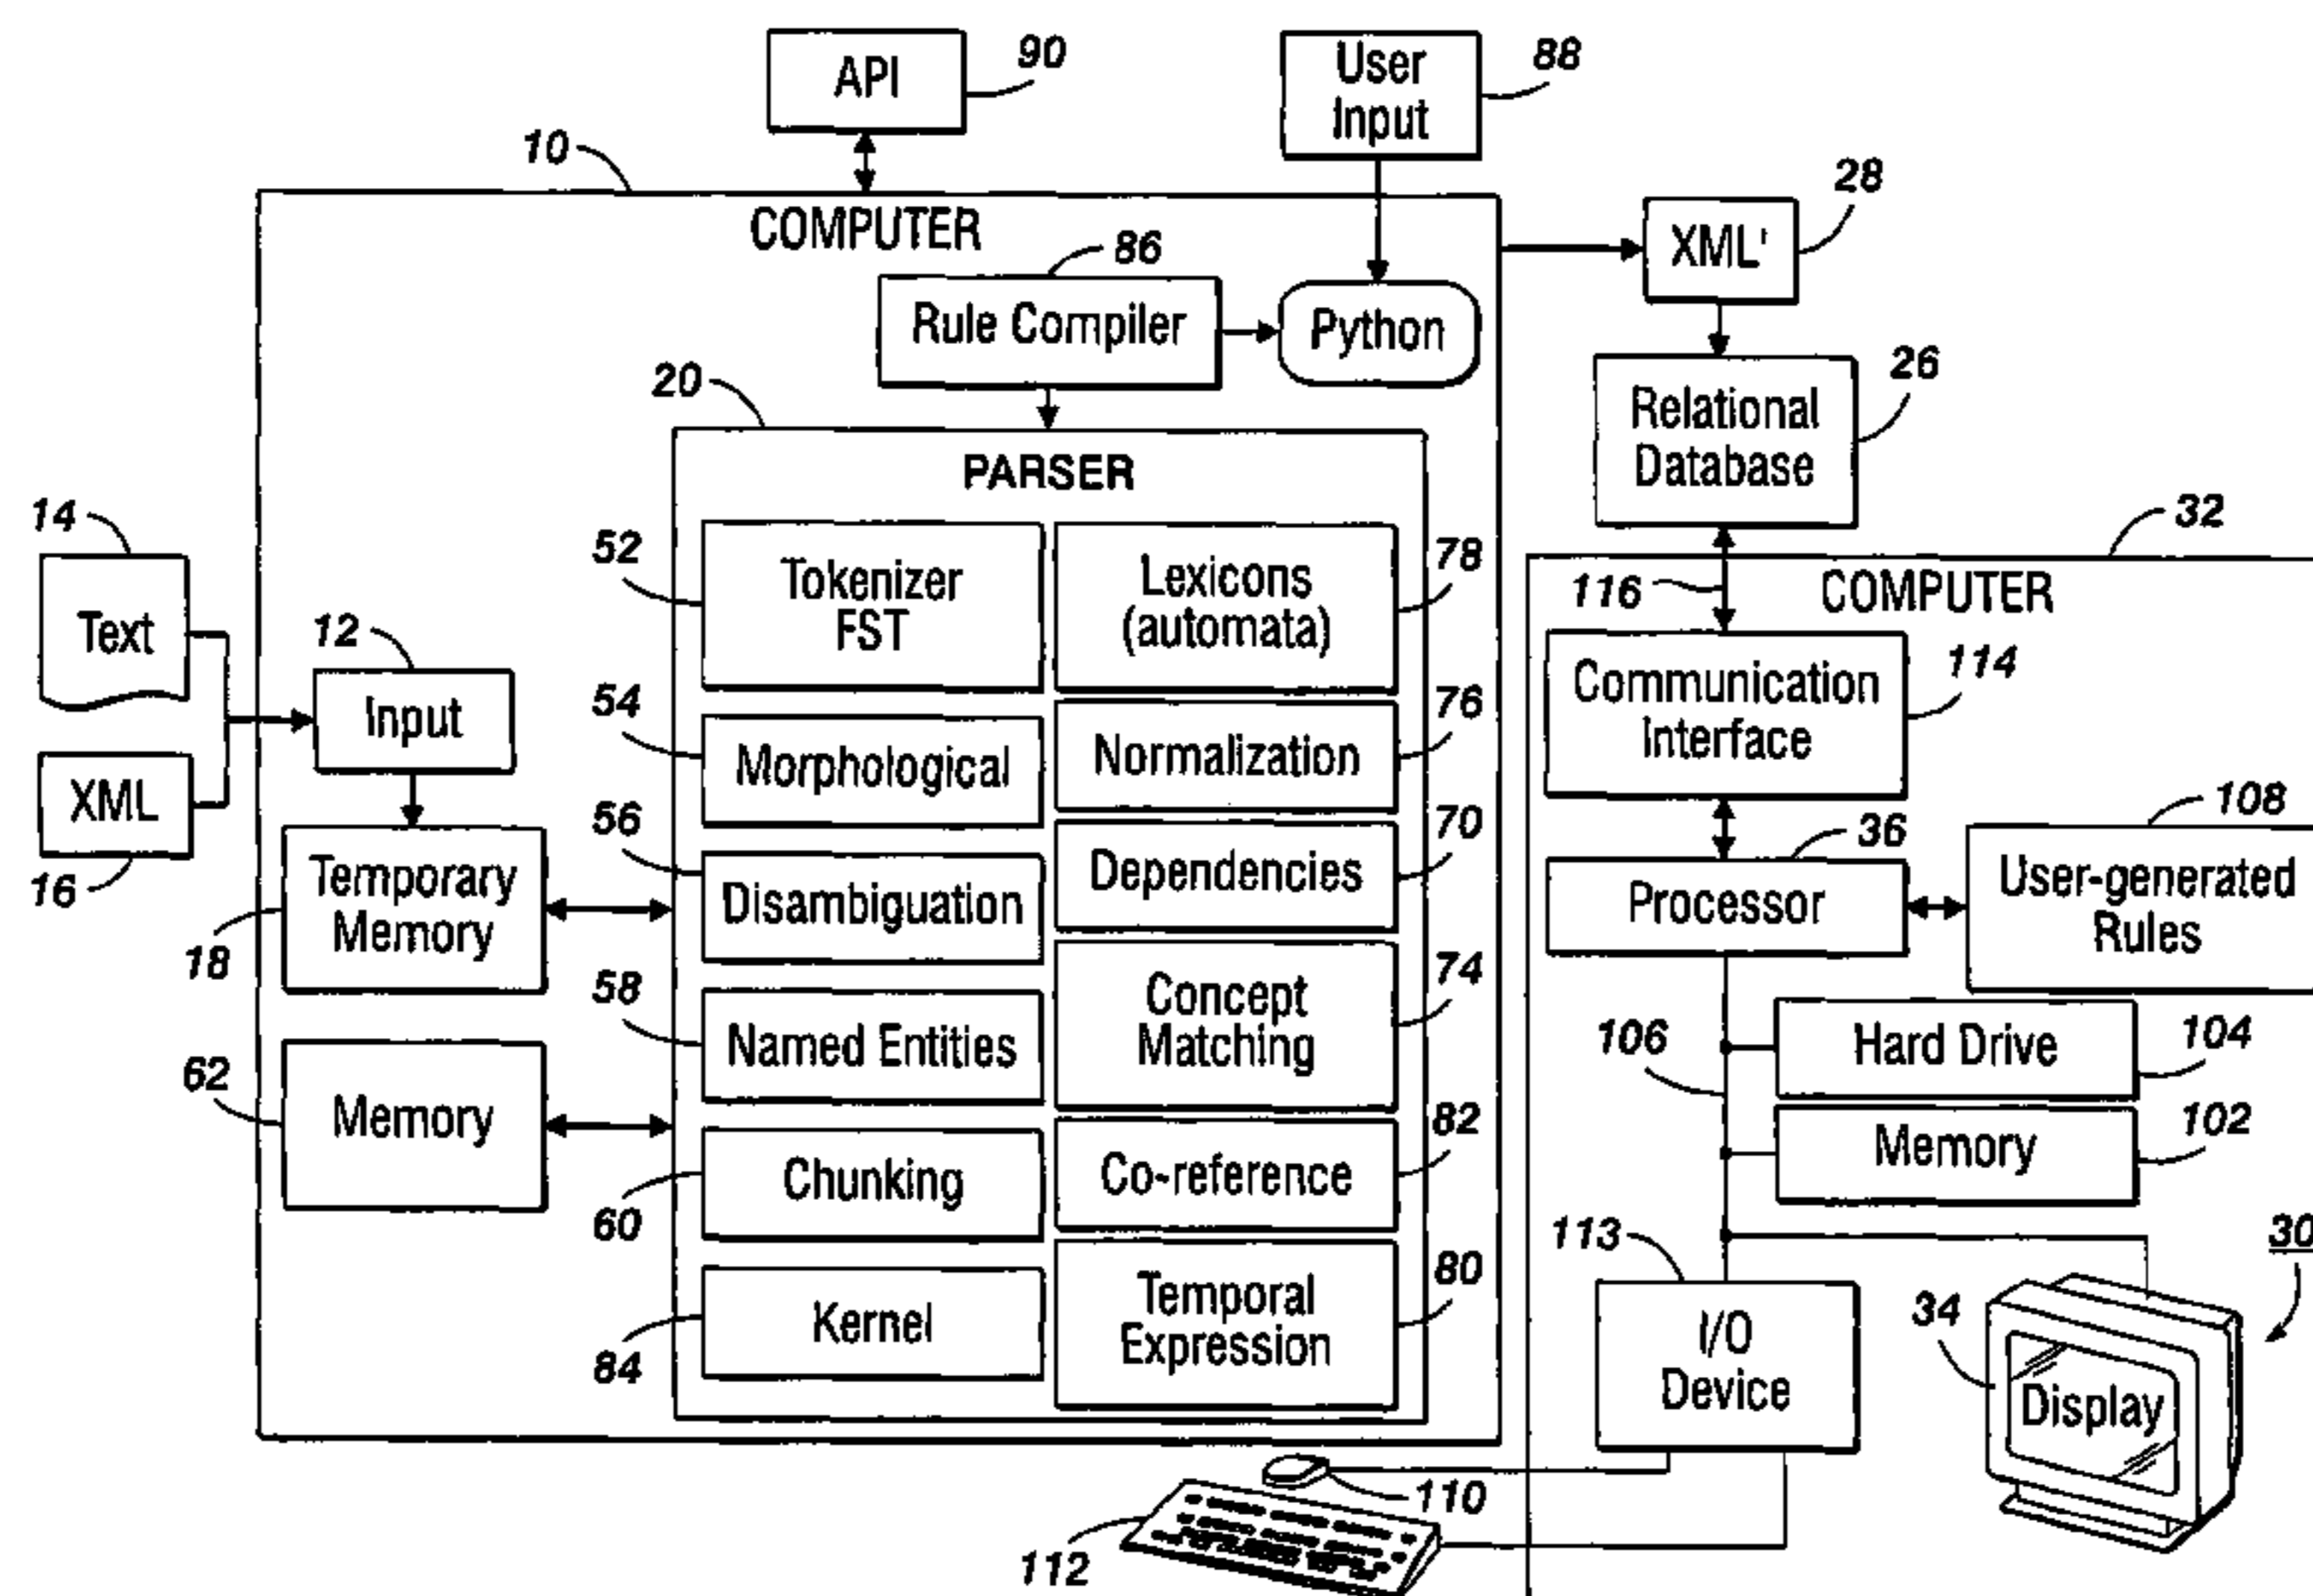 API
90
User
Input
88
10
COMPUTER
86
Rule Compiler
Python
28
XML'
26
Relational
Database
20
PARSER
14
Text
12
Input
XML
16
Temporary
Memory
18
62
Memory
52
Tokenizer
FST
Lexicons
(automata)
78
54
Morphological
Normalization
76
56
Disambiguation
Dependencies
70
58
Named Entities
Concept
Matching
74
60
Chunking
Co-reference
82
84
Kernel
Temporal
Expression
80
32
COMPUTER
116
Communication
Interface
114
36
Processor
108
User-generated
Rules
106
Hard Drive
104
Memory
102
113
I/O
Device
30
34
Display
110
112